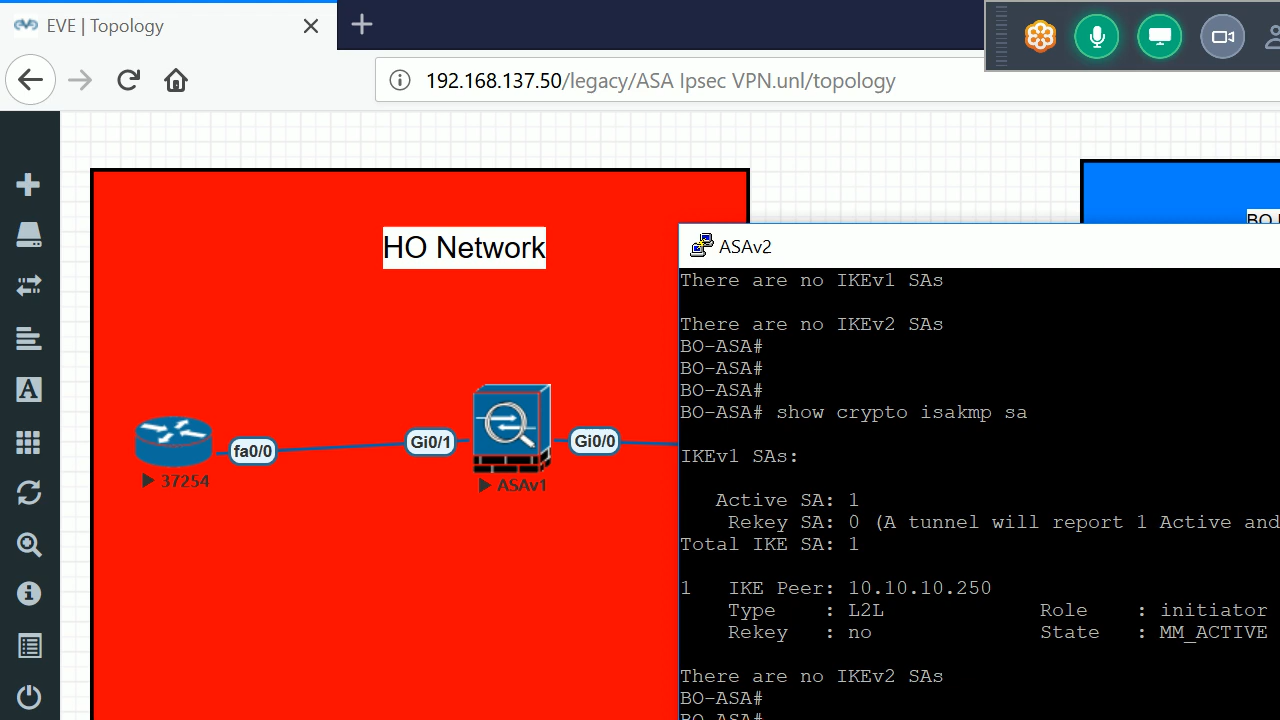 EVE | Topology
192.168.137.50/legacy/ASA Ipsec VPN.unl/topology
HO Network
BO
fa0/0
37254
Gi0/1
ASAv1
Gi0/0
ASAv2
There are no IKEv1 SAs
There are no IKEv2 SAs
BO-ASA#
BO-ASA#
BO-ASA#
BO-ASA# show crypto isakmp sa
IKEv1 SAs:
Active SA: 1
Rekey SA: 0 (A tunnel will report 1 Active and
Total IKE SA: 1
1 IKE Peer: 10.10.10.250
Type : L2L Role : initiator
Rekey : no State : MM_ACTIVE
There are no IKEv2 SAs
BO-ASA#
BO-ASA#